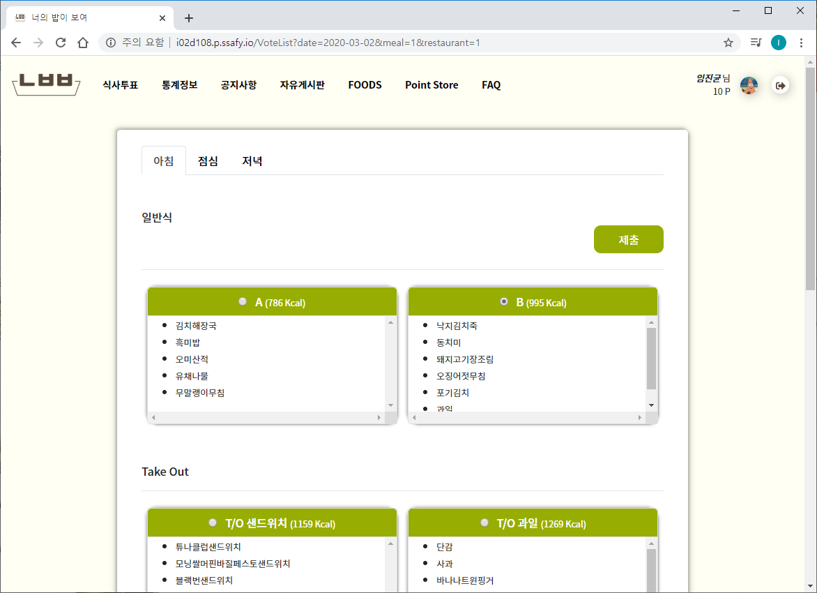 너의 밥이 보여
주의 요함 | i02d108.p.ssafy.io/VoteList?date=2020-03-02&meal=1&restaurant=1
ㄴㅂㅂ 식사투표 통계정보 공지사항 자유게시판 FOODS Point Store FAQ
임진균 님
10 P
아침 점심 저녁
일반식
제출
A (786 Kcal)
김치해장국
흑미밥
오미산적
유채나물
무말랭이무침
B (995 Kcal)
낙지김치죽
동치미
돼지고기장조림
오징어젓무침
포기김치
과일
Take Out
T/O 샌드위치 (1159 Kcal)
튜나클럽샌드위치
모닝쌀머핀바질페스토샌드위치
블랙번샌드위치
T/O 과일 (1269 Kcal)
단감
사과
바나나트윈핑거